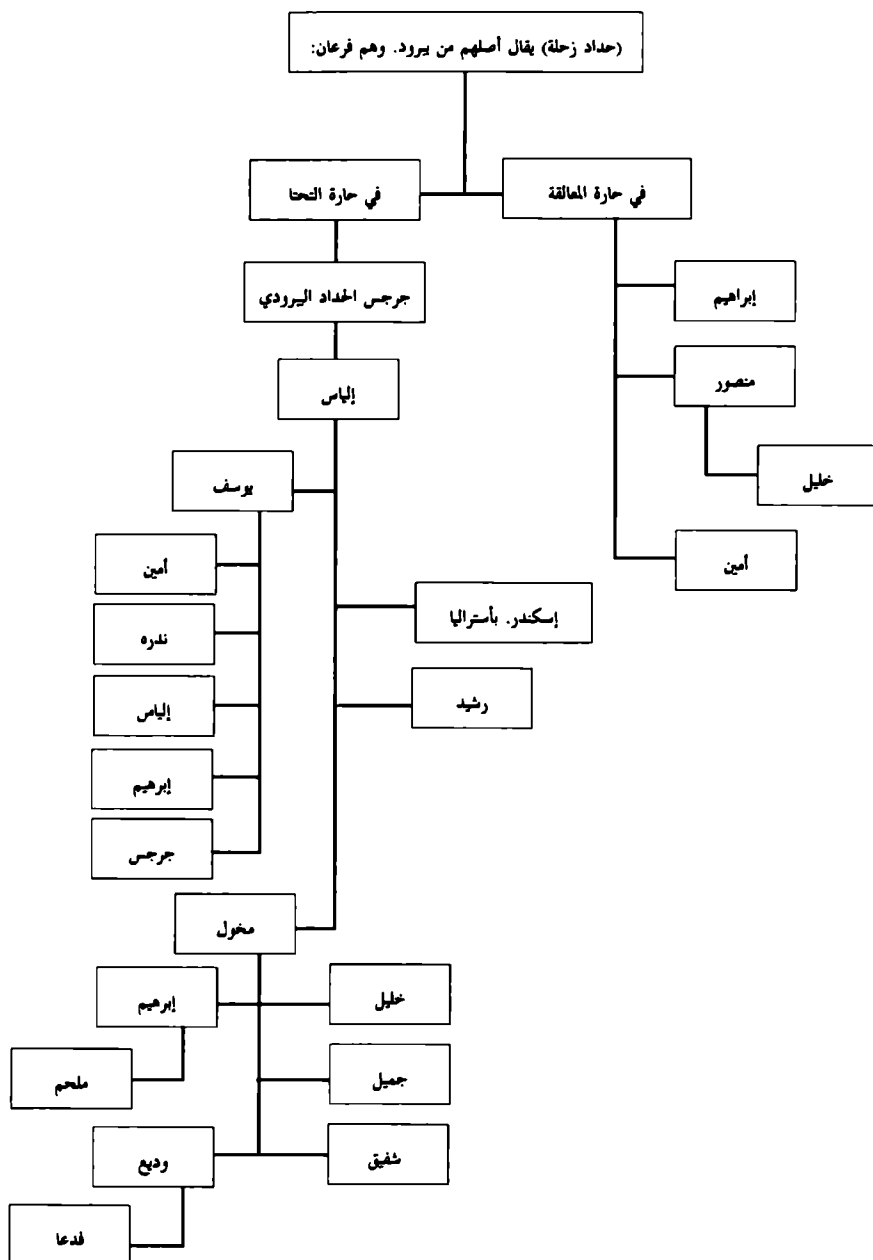 (حداد زحلة) يقال أصلهم من يبرود. وهم فرعان:
في حارة المعالقة
في حارة التحتا
إبراهيم
جرجس الحداد اليبرودي
منصور
إلياس
خليل
يوسف
أمين
أمين
إسكندر. بأستراليا
ندره
رشيد
إلياس
إبرهيم
جرجس
مخول
خليل
إبرهيم
جميل
ملحم
شفيق
وديع
فدعا